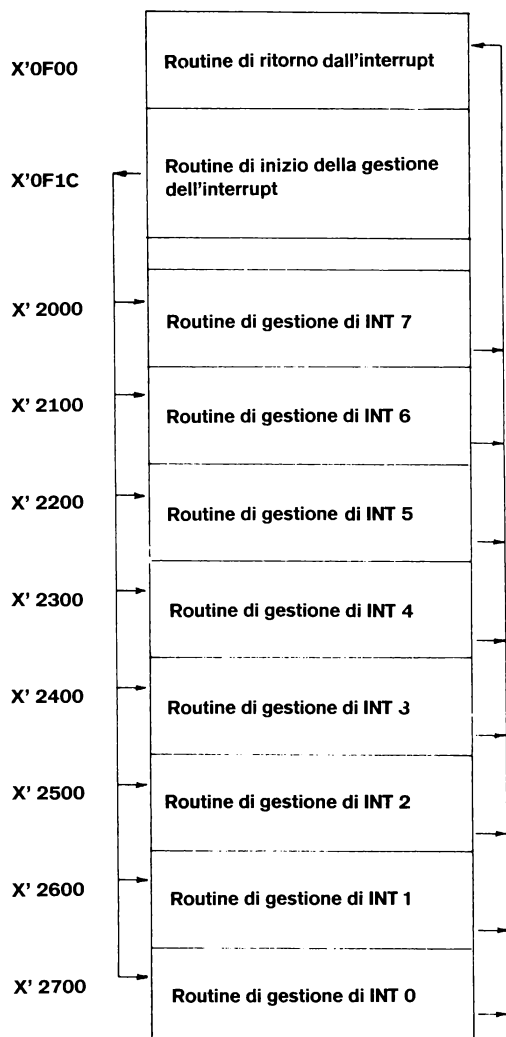 X'0F00
Routine di ritorno dall'interrupt
X'0F1C
Routine di inizio della gestione
dell'interrupt
X' 2000
Routine di gestione di INT 7
X' 2100
Routine di gestione di INT 6
X' 2200
Routine di gestione di INT 5
X' 2300
Routine di gestione di INT 4
X' 2400
Routine di gestione di INT 3
X' 2500
Routine di gestione di INT 2
X' 2600
Routine di gestione di INT 1
X' 2700
Routine di gestione di INT 0